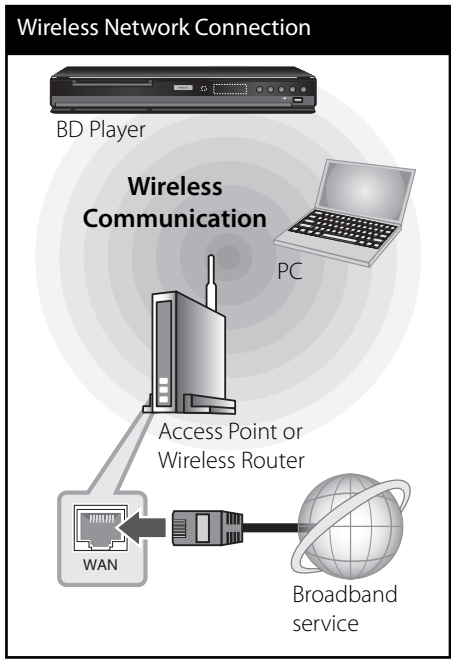 Wireless Network Connection
BD Player
Wireless
Communication
PC
Access Point or
Wireless Router
WAN
Broadband
service